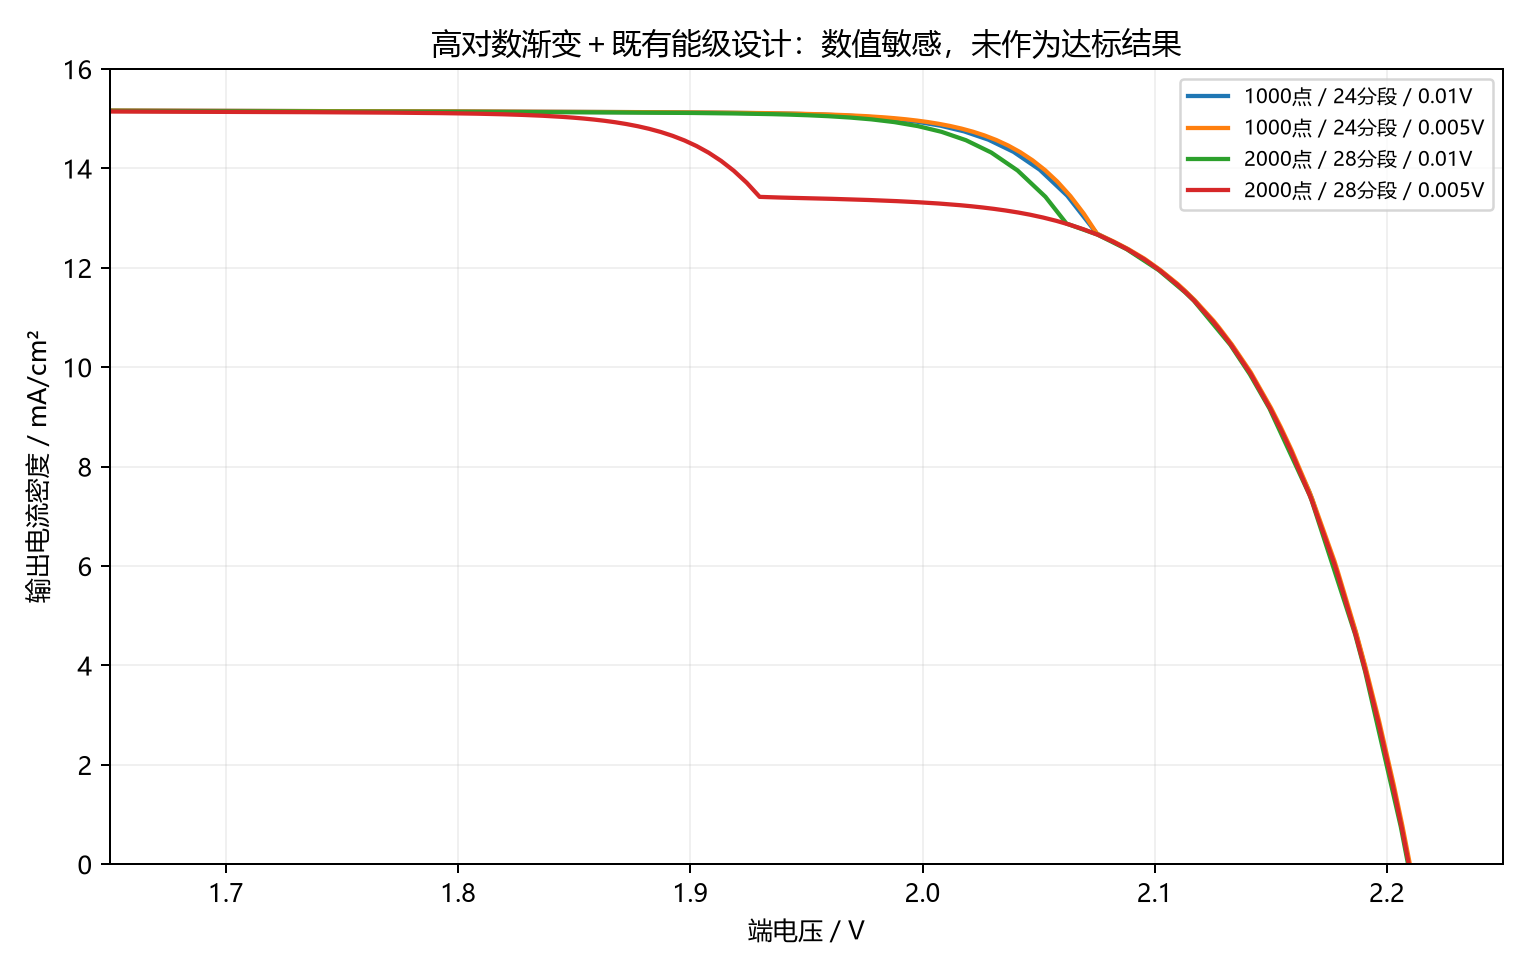 高对数渐变 + 既有能级设计：数值敏感，未作为达标结果
16
14
12
10
8
6
4
2
0
输出电流密度 / mA/cm²
1000点 / 24分段 / 0.01V
1000点 / 24分段 / 0.005V
2000点 / 28分段 / 0.01V
2000点 / 28分段 / 0.005V
1.7
1.8
1.9
2.0
2.1
2.2
端电压 / V